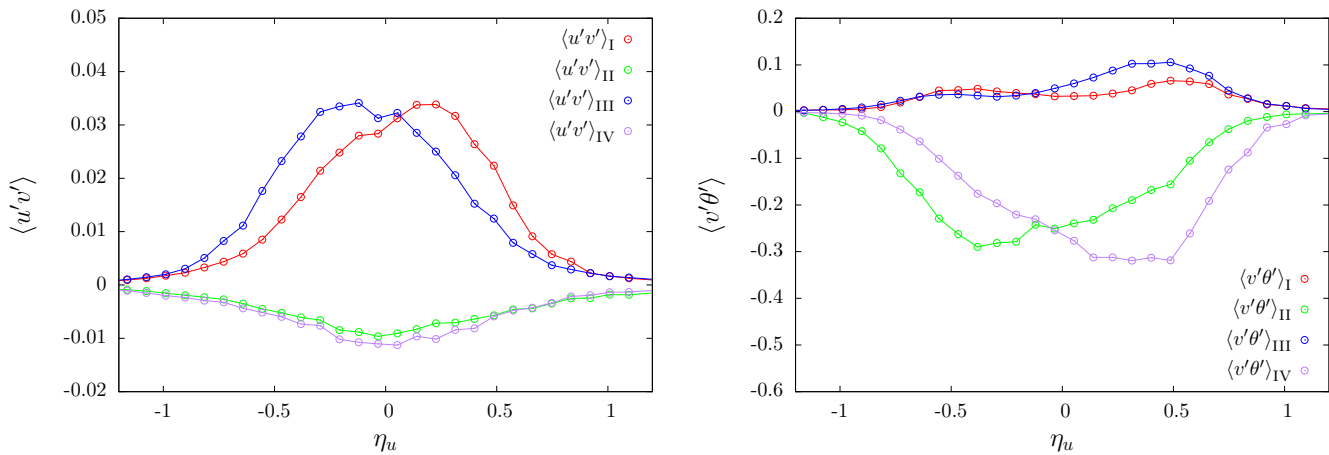 0.05
0.04
0.03
0.02
0.01
0
-0.01
-0.02
-1
-0.5
0
0.5
1
⟨u′v′⟩
η_u
⟨u′v′⟩_I
⟨u′v′⟩_II
⟨u′v′⟩_III
⟨u′v′⟩_IV
0.2
0.1
0
-0.1
-0.2
-0.3
-0.4
-0.5
-0.6
-1
-0.5
0
0.5
1
⟨v′θ′⟩
η_u
⟨v′θ′⟩_I
⟨v′θ′⟩_II
⟨v′θ′⟩_III
⟨v′θ′⟩_IV